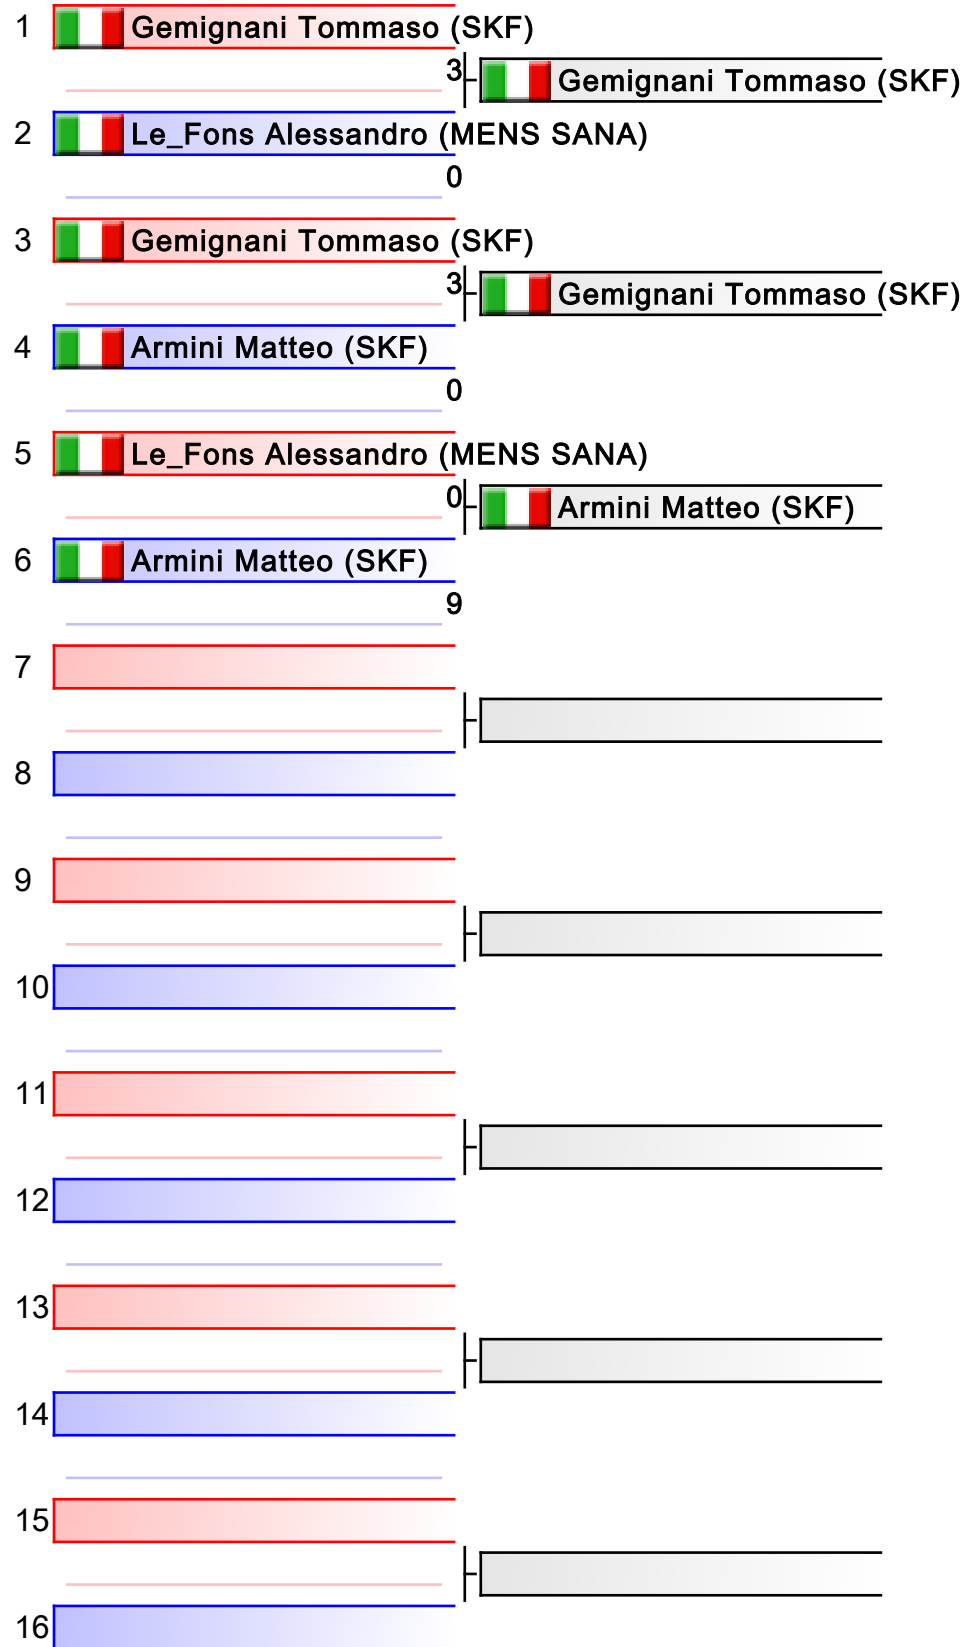 1 Gemignani Tommaso (SKF)
3 Gemignani Tommaso (SKF)
2 Le_Fons Alessandro (MENS SANA)
0
3 Gemignani Tommaso (SKF)
3 Gemignani Tommaso (SKF)
4 Armini Matteo (SKF)
0
5 Le_Fons Alessandro (MENS SANA)
0 Armini Matteo (SKF)
6 Armini Matteo (SKF)
9
7
8
9
10
11
12
13
14
15
16